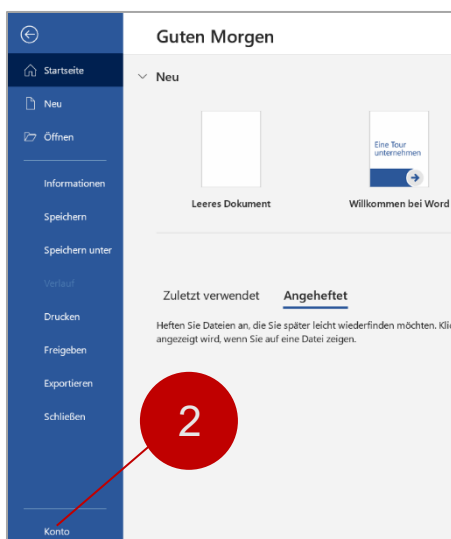 Guten Morgen
Startseite
Neu
Neu
Öffnen
Eine Tour
unternehmen
Informationen
Leeres Dokument
Willkommen bei Word
Speichern
Speichern unter
Verlauf
Zuletzt verwendet
Angeheftet
Drucken
Heften Sie Dateien an, die Sie später leicht wiederfinden möchten. Klic
angezeigt wird, wenn Sie auf eine Datei zeigen.
Freigeben
Exportieren
Schließen
2
Konto